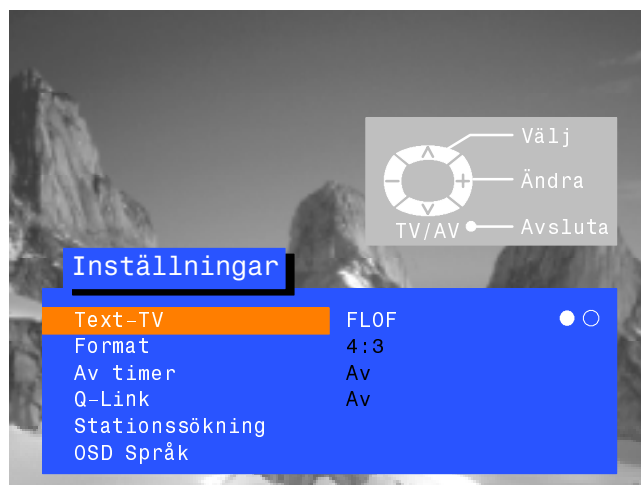 Välj
Ändra
TV/AV Avsluta
Inställningar
Text-TV FLOF
Format 4:3
Av timer Av
Q-Link Av
Stationssökning
OSD Språk